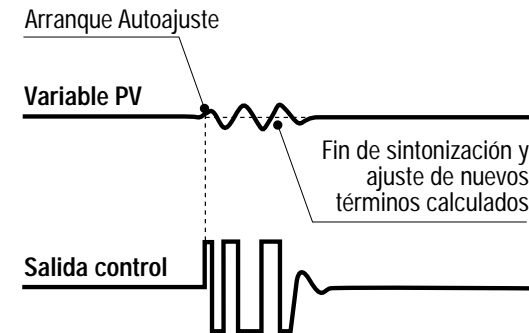 Arranque Autoajuste
Variable PV
Fin de sintonización y
ajuste de nuevos
términos calculados
Salida control